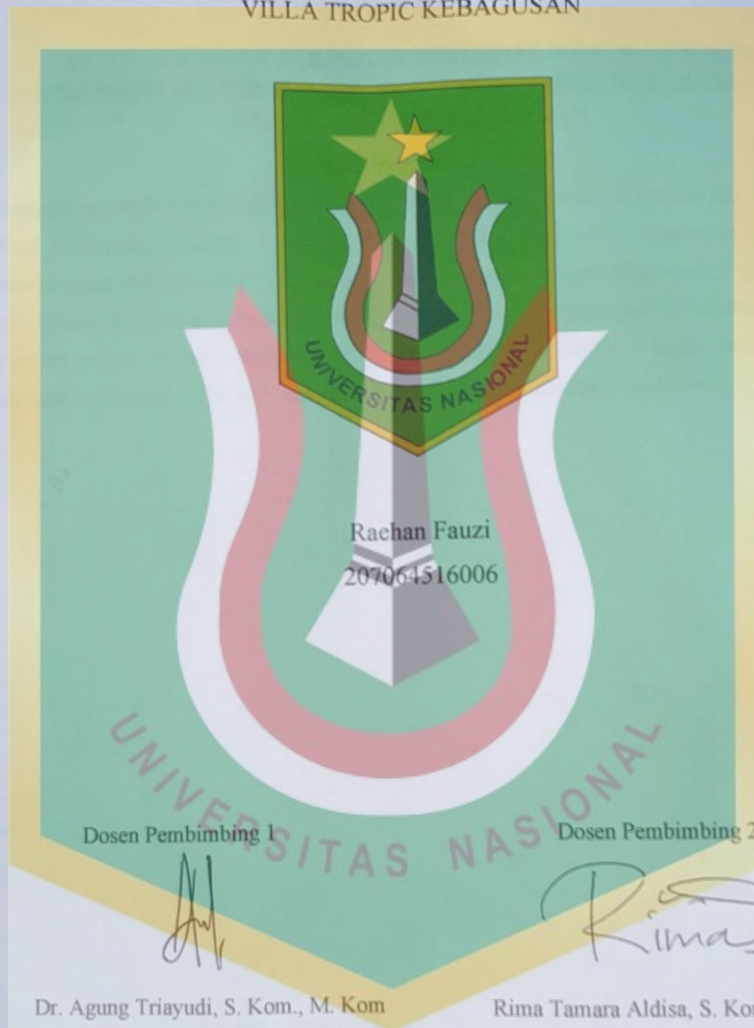 VILLA TROPIC KEBAGUSAN
UNIVERSITAS NASIONAL
Raehan Fauzi
207064516006
UNIVERSITAS NASIONAL
Dosen Pembimbing 1
Dosen Pembimbing 2
Rima
Dr. Agung Triayudi, S. Kom., M. Kom
Rima Tamara Aldisa, S. Ko